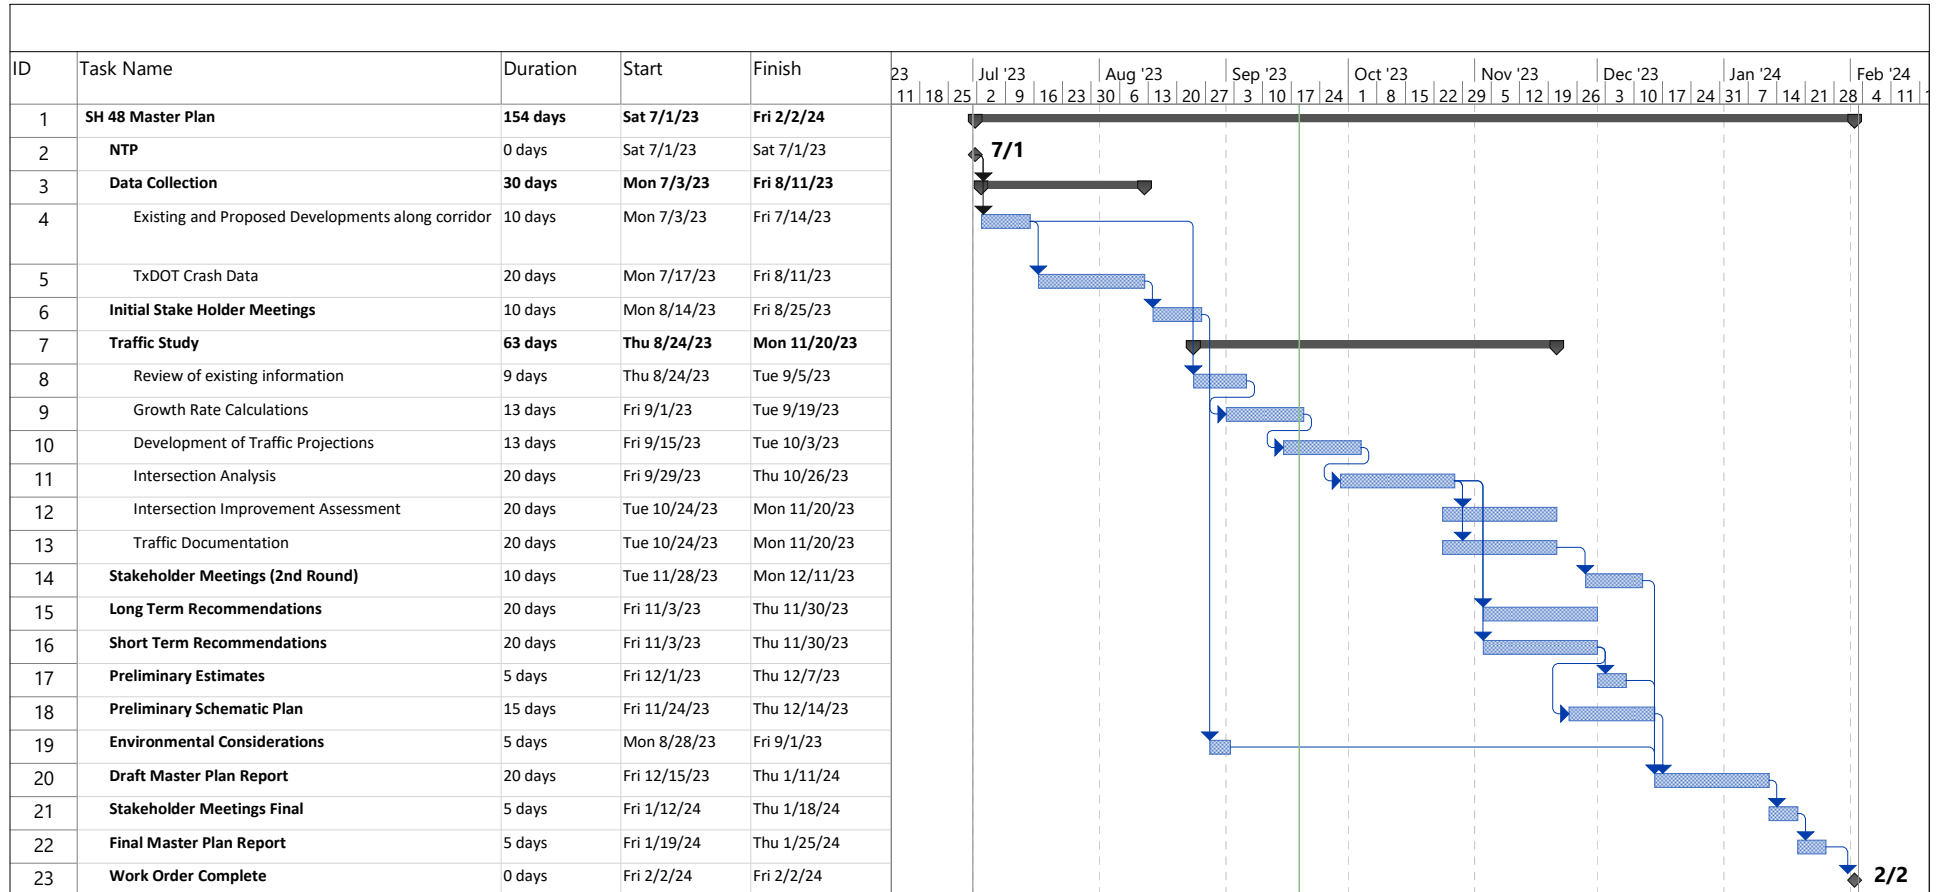 ID Task Name Duration Start Finish 23 Jul '23 Aug '23 Sep '23 Oct '23 Nov '23 Dec '23 Jan '24 Feb '24
11 18 25 2 9 16 23 30 6 13 20 27 3 10 17 24 1 8 15 22 29 5 12 19 26 3 10 17 24 31 7 14 21 28 4 11
1 SH 48 Master Plan 154 days Sat 7/1/23 Fri 2/2/24
2 NTP 0 days Sat 7/1/23 Sat 7/1/23 7/1
3 Data Collection 30 days Mon 7/3/23 Fri 8/11/23
4 Existing and Proposed Developments along corridor 10 days Mon 7/3/23 Fri 7/14/23
5 TxDOT Crash Data 20 days Mon 7/17/23 Fri 8/11/23
6 Initial Stake Holder Meetings 10 days Mon 8/14/23 Fri 8/25/23
7 Traffic Study 63 days Thu 8/24/23 Mon 11/20/23
8 Review of existing information 9 days Thu 8/24/23 Tue 9/5/23
9 Growth Rate Calculations 13 days Fri 9/1/23 Tue 9/19/23
10 Development of Traffic Projections 13 days Fri 9/15/23 Tue 10/3/23
11 Intersection Analysis 20 days Fri 9/29/23 Thu 10/26/23
12 Intersection Improvement Assessment 20 days Tue 10/24/23 Mon 11/20/23
13 Traffic Documentation 20 days Tue 10/24/23 Mon 11/20/23
14 Stakeholder Meetings (2nd Round) 10 days Tue 11/28/23 Mon 12/11/23
15 Long Term Recommendations 20 days Fri 11/3/23 Thu 11/30/23
16 Short Term Recommendations 20 days Fri 11/3/23 Thu 11/30/23
17 Preliminary Estimates 5 days Fri 12/1/23 Thu 12/7/23
18 Preliminary Schematic Plan 15 days Fri 11/24/23 Thu 12/14/23
19 Environmental Considerations 5 days Mon 8/28/23 Fri 9/1/23
20 Draft Master Plan Report 20 days Fri 12/15/23 Thu 1/11/24
21 Stakeholder Meetings Final 5 days Fri 1/12/24 Thu 1/18/24
22 Final Master Plan Report 5 days Fri 1/19/24 Thu 1/25/24
23 Work Order Complete 0 days Fri 2/2/24 Fri 2/2/24 2/2